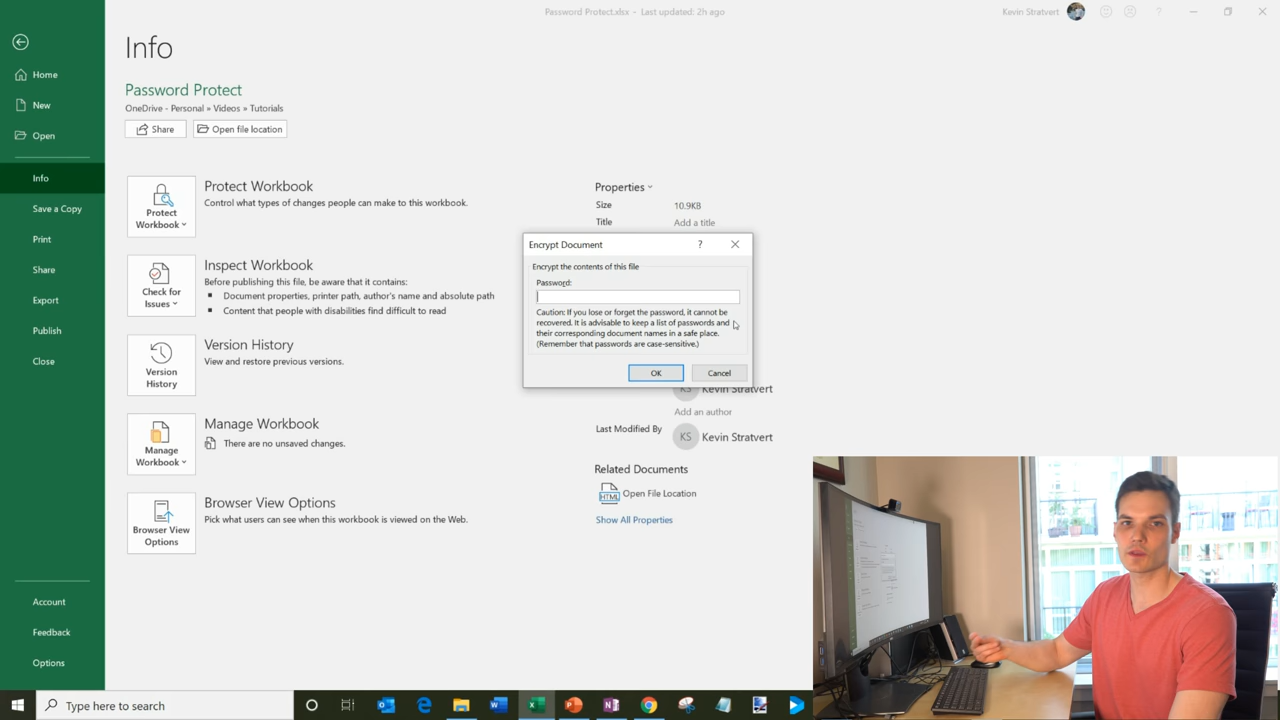 Password Protect.xlsx - Last updated: 2h ago
Kevin Stratvert
?
Info
Home
New
Open
Info
Save a Copy
Print
Share
Export
Publish
Close
Account
Feedback
Options
Password Protect
OneDrive - Personal » Videos » Tutorials
Share
Open file location
Protect Workbook
Protect Workbook
Control what types of changes people can make to this workbook.
Check for Issues
Inspect Workbook
Before publishing this file, be aware that it contains:
Document properties, printer path, author's name and absolute path
Content that people with disabilities find difficult to read
Version History
Version History
View and restore previous versions.
Manage Workbook
Manage Workbook
There are no unsaved changes.
Browser View Options
Browser View Options
Pick what users can see when this workbook is viewed on the Web.
Properties
Size 10.9KB
Title Add a title
Encrypt Document
?
Encrypt the contents of this file
Password:
Caution: If you lose or forget the password, it cannot be
recovered. It is advisable to keep a list of passwords and
their corresponding document names in a safe place.
(Remember that passwords are case-sensitive.)
OK
Cancel
KS Kevin Stratvert
Add an author
Last Modified By
KS Kevin Stratvert
Related Documents
HTML
Open File Location
Show All Properties
Type here to search